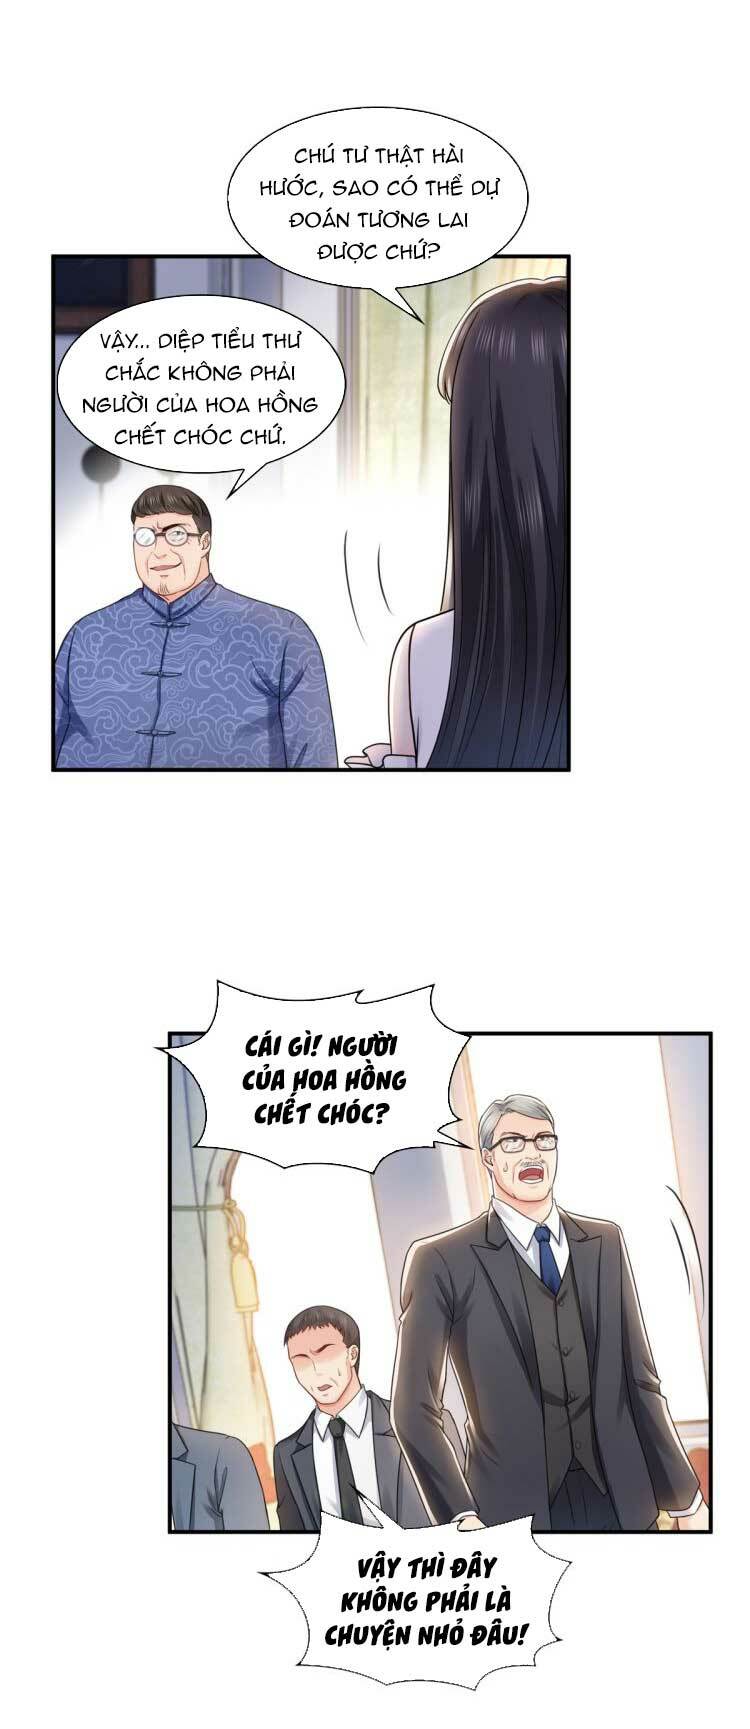 CHÚ TƯ THẬT HÀI
HƯỚC, SAO CÓ THỂ DỰ
ĐOÁN TƯƠNG LAI
ĐƯỢC CHỨ?
VẬY... DIỆP TIỂU THƯ
CHẮC KHÔNG PHẢI
NGƯỜI CỦA HOA HỒNG
CHẾT CHÓC CHỨ.
CÁI GÌ! NGƯỜI
CỦA HOA HỒNG
CHẾT CHÓC?
VẬY THÌ ĐÂY
KHÔNG PHẢI LÀ
CHUYỆN NHỎ ĐÂU!